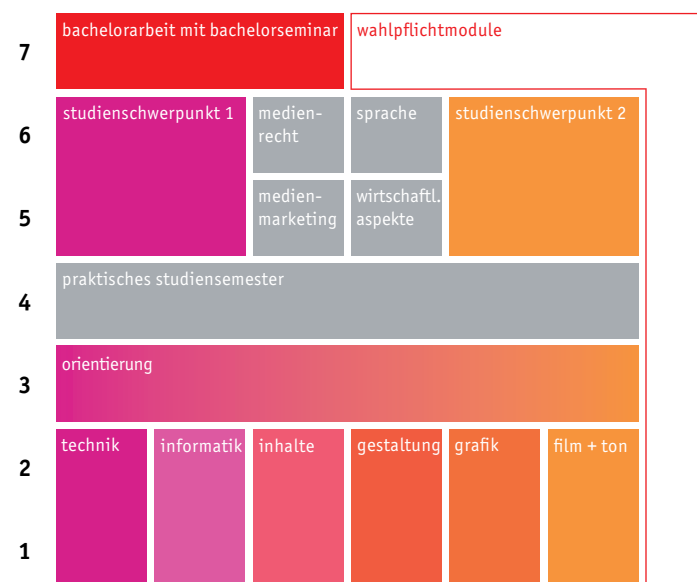 bachelorarbeit mit bachelorseminar
wahlpflichtmodule
7
studienschwerpunkt 1
medien-
recht
sprache
studienschwerpunkt 2
6
medien-
marketing
wirtschaftl.
aspekte
5
praktisches studiensemester
4
orientierung
3
technik
informatik
inhalte
gestaltung
grafik
film + ton
2
1